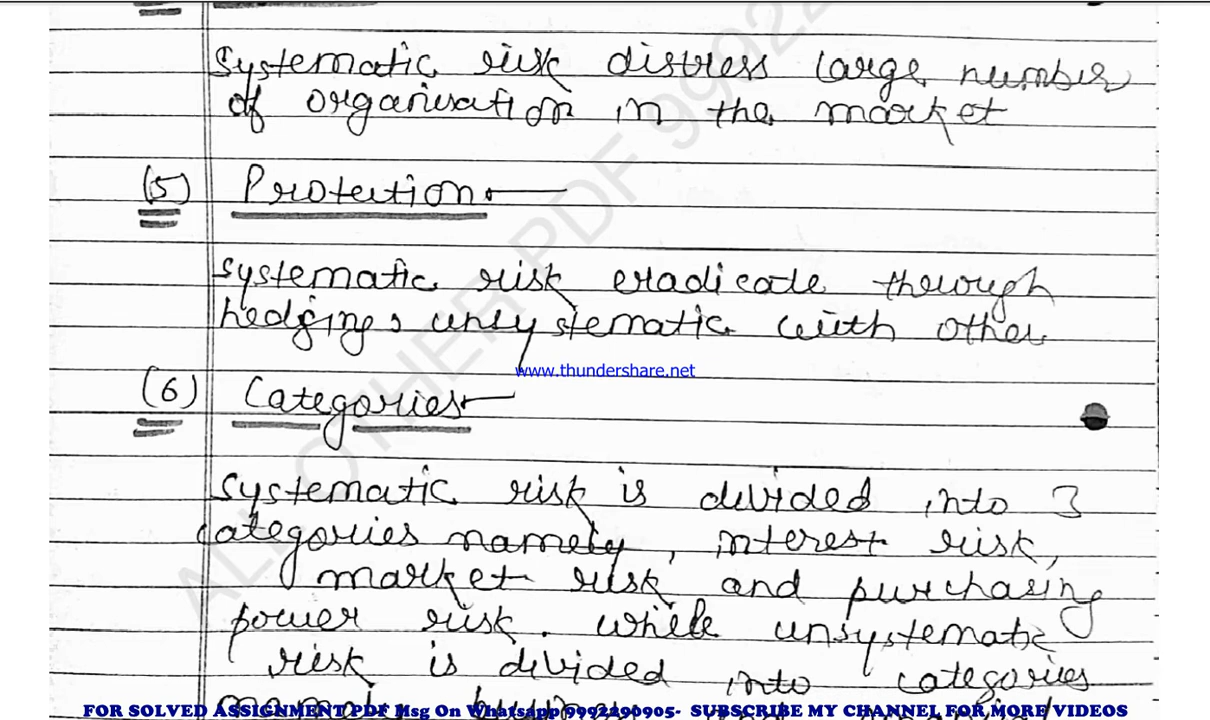 Systematic risk distress large number
of organisation in the market
(5) Protection:-
systematic risk eradicate through
hedging, unsystematic with other
www.thundershare.net
(6) Categories:-
Systematic risk is divided into 3
categories namely, interest risk,
market risk and purchasing
power risk. while unsystematic
risk is divided into categories
FOR SOLVED ASSIGNMENT PDF Msg On Whatsapp 9992290905- SUBSCRIBE MY CHANNEL FOR MORE VIDEOS